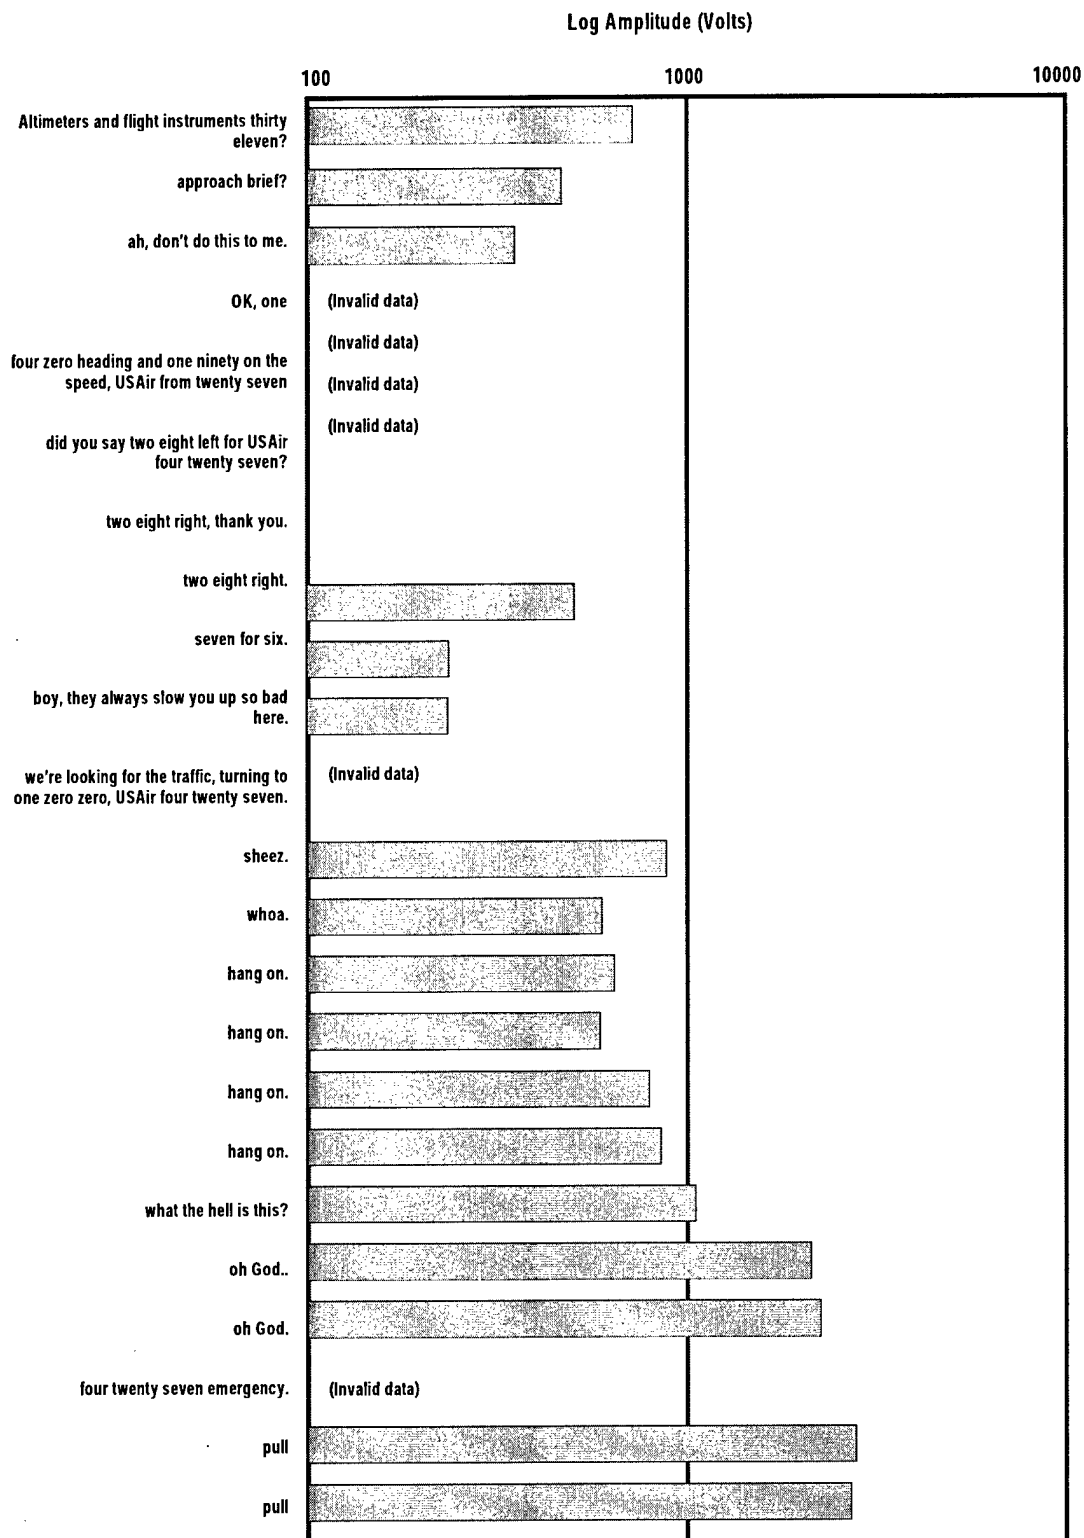 Log Amplitude (Volts)
100 1000 10000
Altimeters and flight instruments thirty
eleven?
approach brief?
ah, don't do this to me.
OK, one (Invalid data)
(Invalid data)
four zero heading and one ninety on the
speed, USAir from twenty seven (Invalid data)
(Invalid data)
did you say two eight left for USAir
four twenty seven?
two eight right, thank you.
two eight right.
seven for six.
boy, they always slow you up so bad
here.
we're looking for the traffic, turning to (Invalid data)
one zero zero, USAir four twenty seven.
sheez.
whoa.
hang on.
hang on.
hang on.
hang on.
what the hell is this?
oh God..
oh God.
four twenty seven emergency. (Invalid data)
pull
pull